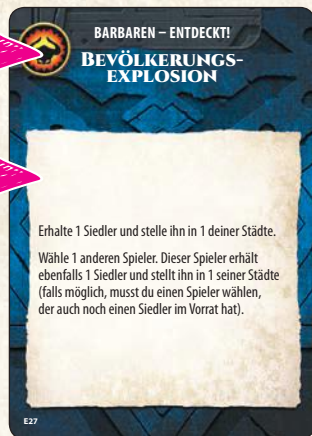 BARBAREN – ENTDECKT!
BEVÖLKERUNGS-
EXPLOSION
Erhalte 1 Siedler und stelle ihn in 1 deiner Städte.
Wähle 1 anderen Spieler. Dieser Spieler erhält
ebenfalls 1 Siedler und stellt ihn in 1 seiner Städte
(falls möglich, musst du einen Spieler wählen,
der auch noch einen Siedler im Vorrat hat).
E27